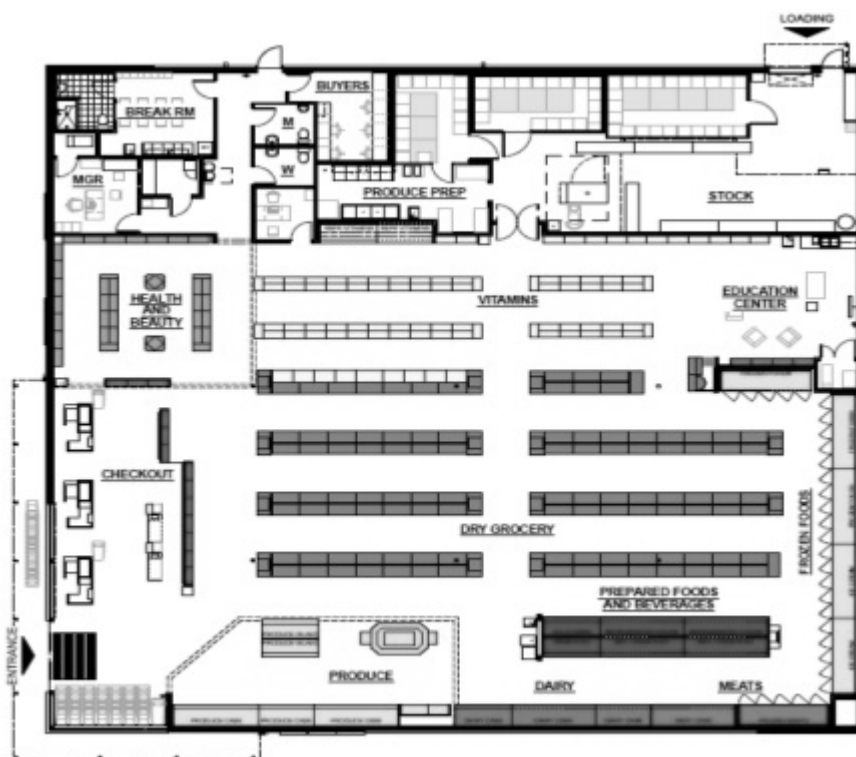 LOADING
BREAK RM
BUYERS
M
W
MGR
PRODUCE PREP
STOCK
HEALTH
AND
BEAUTY
VITAMINS
EDUCATION
CENTER
CHECKOUT
DRY GROCERY
FROZEN FOODS
PREPARED FOODS
AND BEVERAGES
ENTRANCE
PRODUCE
DAIRY
MEATS